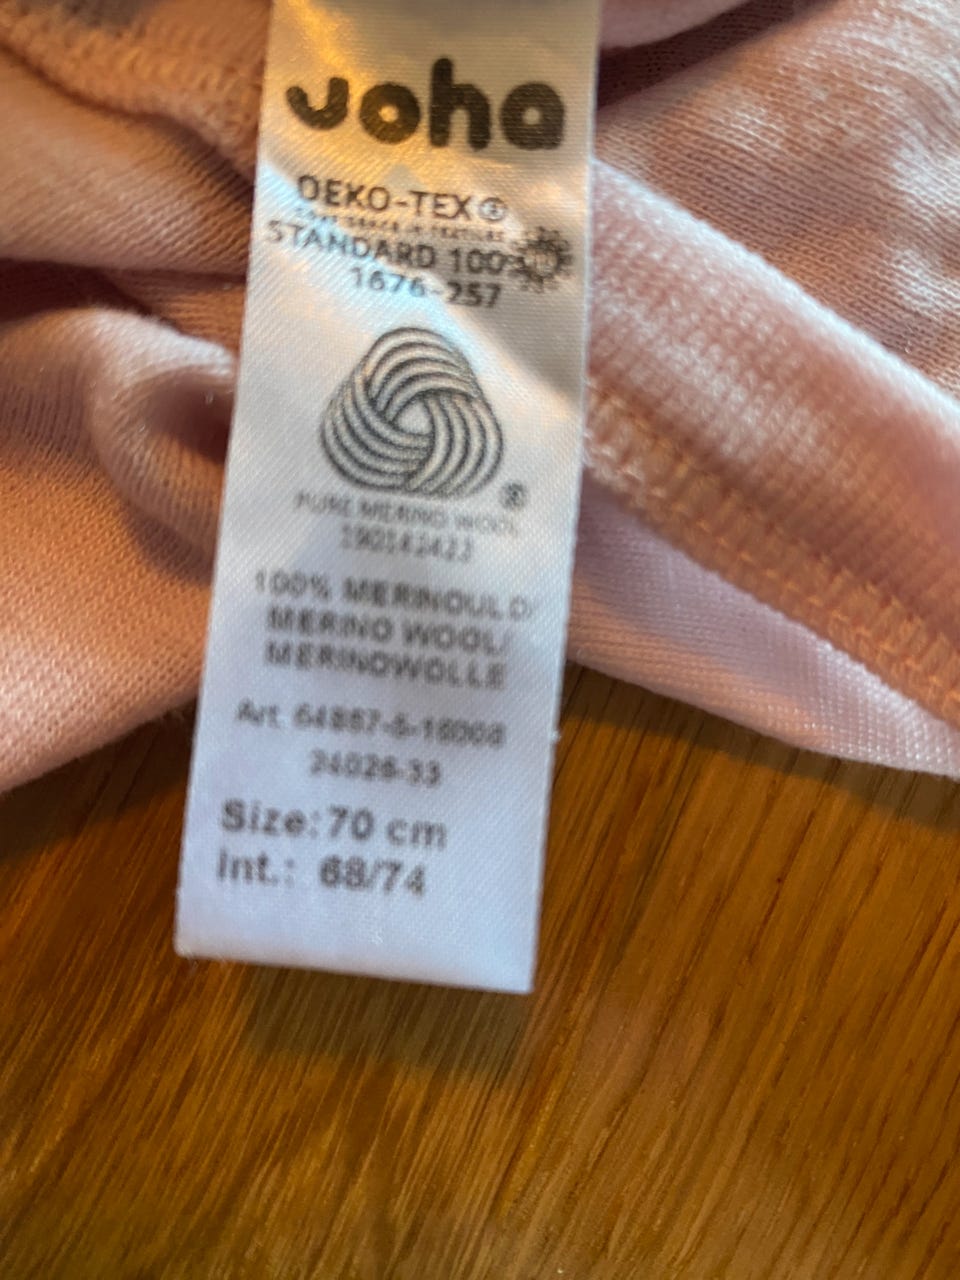 Joha
OEKO-TEX®
STANDARD 100
1676-257
®
PURE MERINO WOOL
100% MERINOULD/
MERINO WOOL/
MERINOWOLLE
Art.
Size: 70 cm
Int.: 68/74